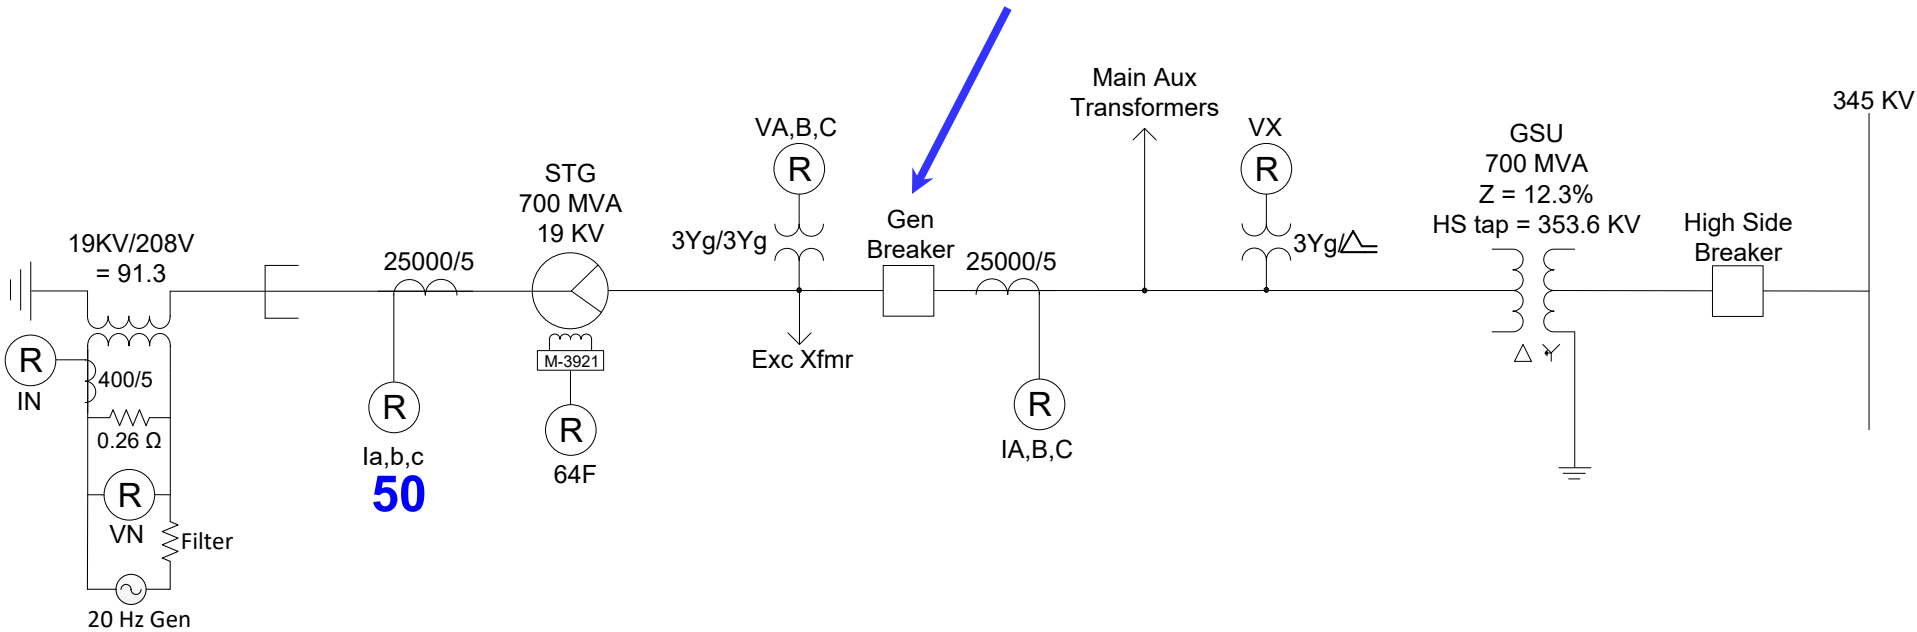 19KV/208V
= 91.3
R
IN
400/5
0.26 Ω
R
VN
Filter
20 Hz Gen
25000/5
R
Ia,b,c
50
STG
700 MVA
19 KV
M-3921
R
64F
VA,B,C
R
3Yg/3Yg
Exc Xfmr
Gen
Breaker
25000/5
R
IA,B,C
Main Aux
Transformers
VX
R
3Yg/
GSU
700 MVA
Z = 12.3%
HS tap = 353.6 KV
High Side
Breaker
345 KV